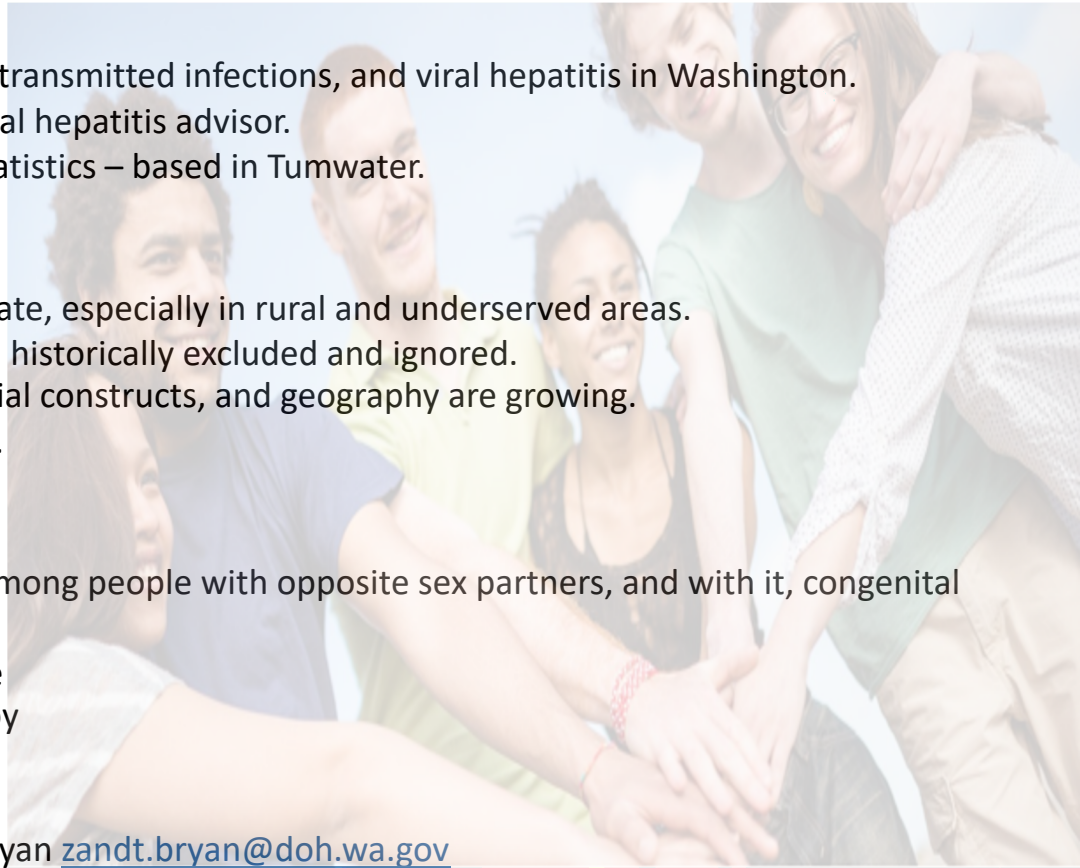 transmitted infections, and viral hepatitis in Washington.
al hepatitis advisor.
atistics – based in Tumwater.
ate, especially in rural and underserved areas.
historically excluded and ignored.
ial constructs, and geography are growing.
.
mong people with opposite sex partners, and with it, congenital
e
by
yan zandt.bryan@doh.wa.gov